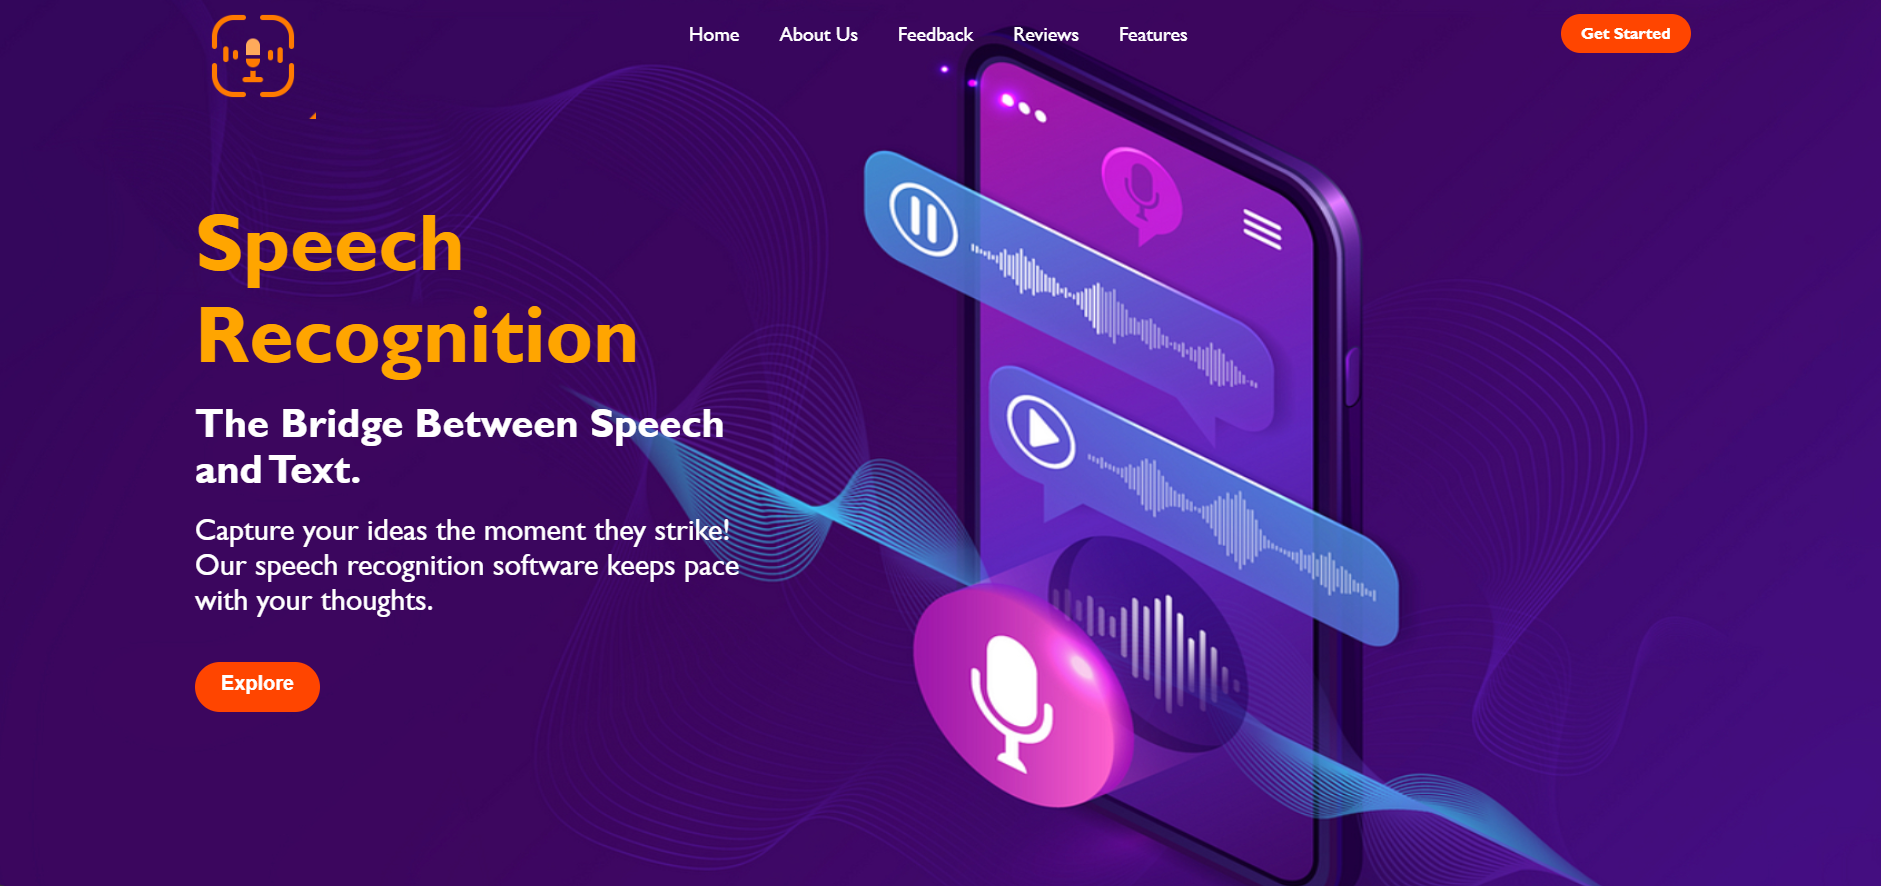 Home
About Us
Feedback
Reviews
Features
Get Started
Speech
Recognition
The Bridge Between Speech
and Text.
Capture your ideas the moment they strike!
Our speech recognition software keeps pace
with your thoughts.
Explore